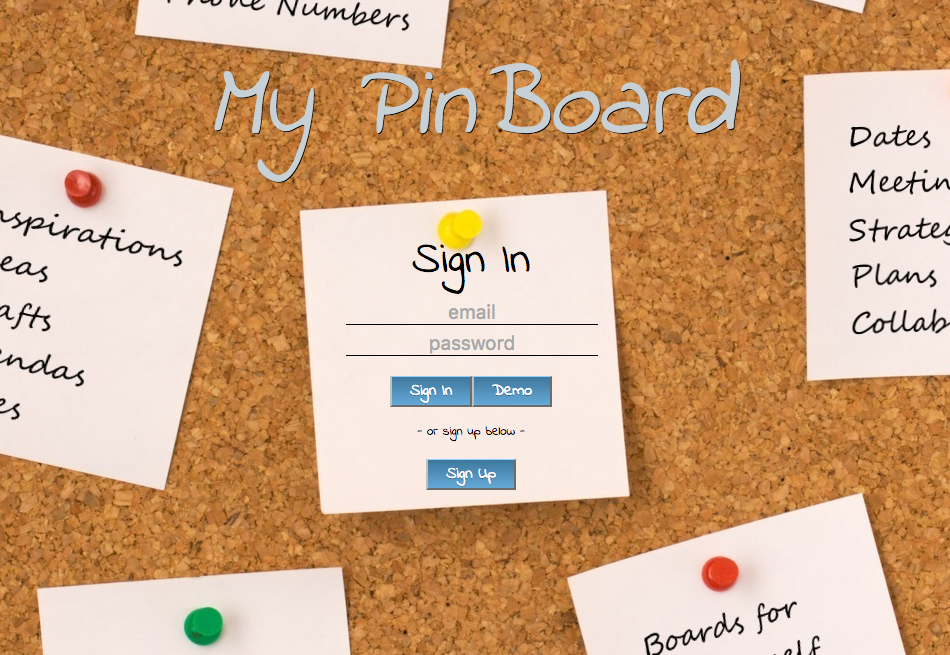 Phone Numbers
My PinBoard
Dates
Strateg
Plans
Collab
Meetin
nspirations
eas
afts
endas
es
Sign In
email
password
Sign In Demo
- or sign up below -
Sign Up
Boards for
elf